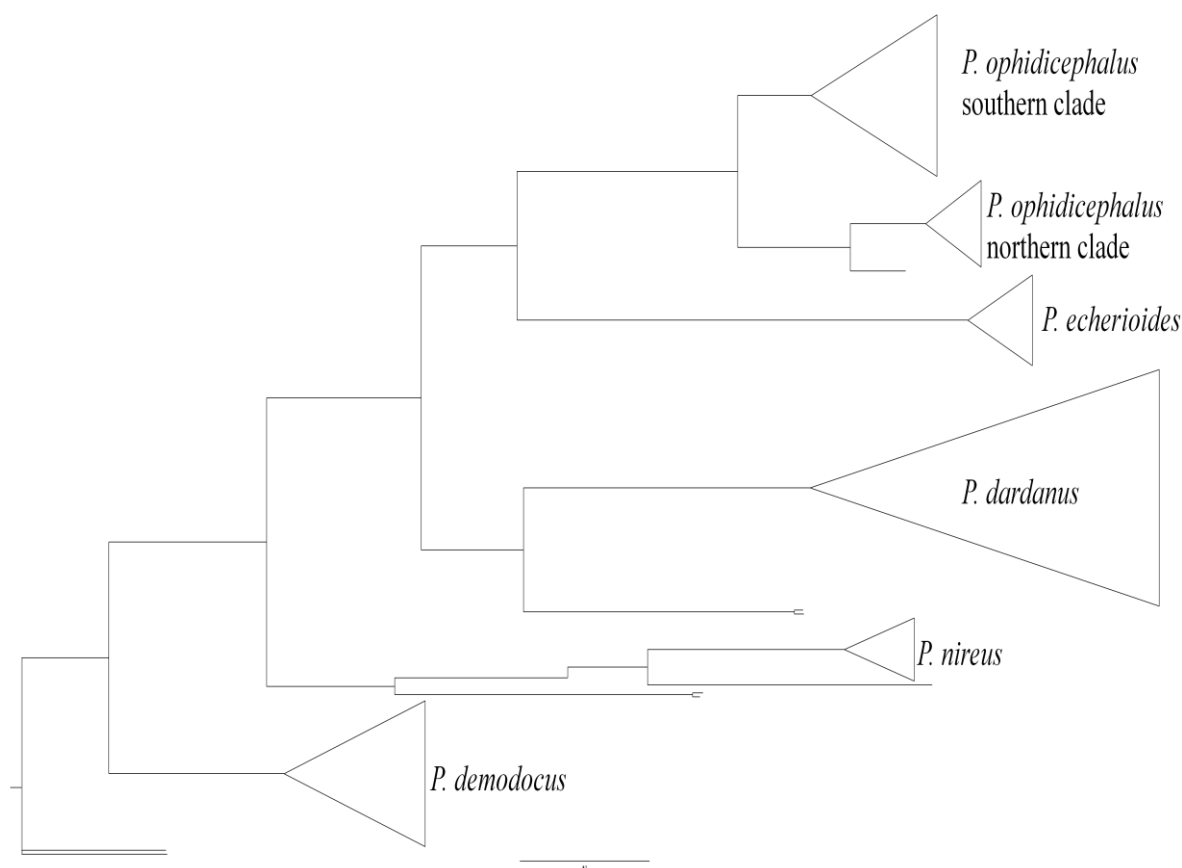 P. ophidicephalus
southern clade
P. ophidicephalus
northern clade
P. echerioides
P. dardanus
P. nireus
P. demodocus